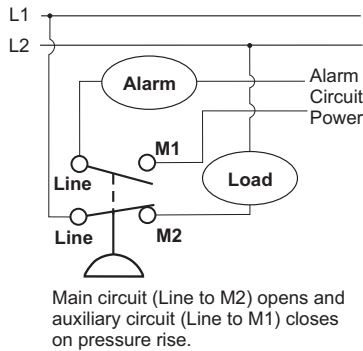 L1
L2
Alarm
Alarm
Circuit
Power
M1
Line
Load
Line
M2
Main circuit (Line to M2) opens and
auxiliary circuit (Line to M1) closes
on pressure rise.